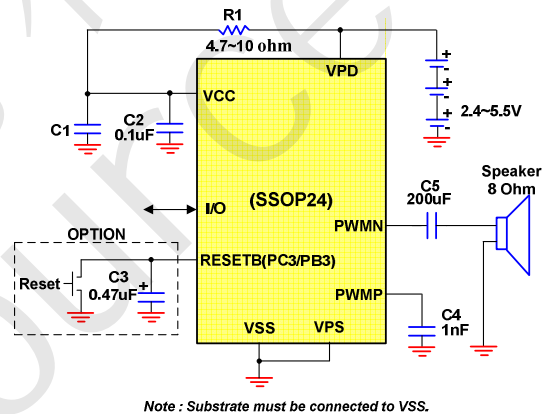 R1
4.7~10 ohm
VPD
+
-
+
-
+
-
2.4~5.5V
VCC
C1
C2
0.1uF
I/O
(SSOP24)
Speaker
8 Ohm
C5
200uF
PWMN
OPTION
RESETB(PC3/PB3)
Reset
C3
0.47uF
+
PWMP
C4
1nF
VSS
VPS
Note : Substrate must be connected to VSS.
ource